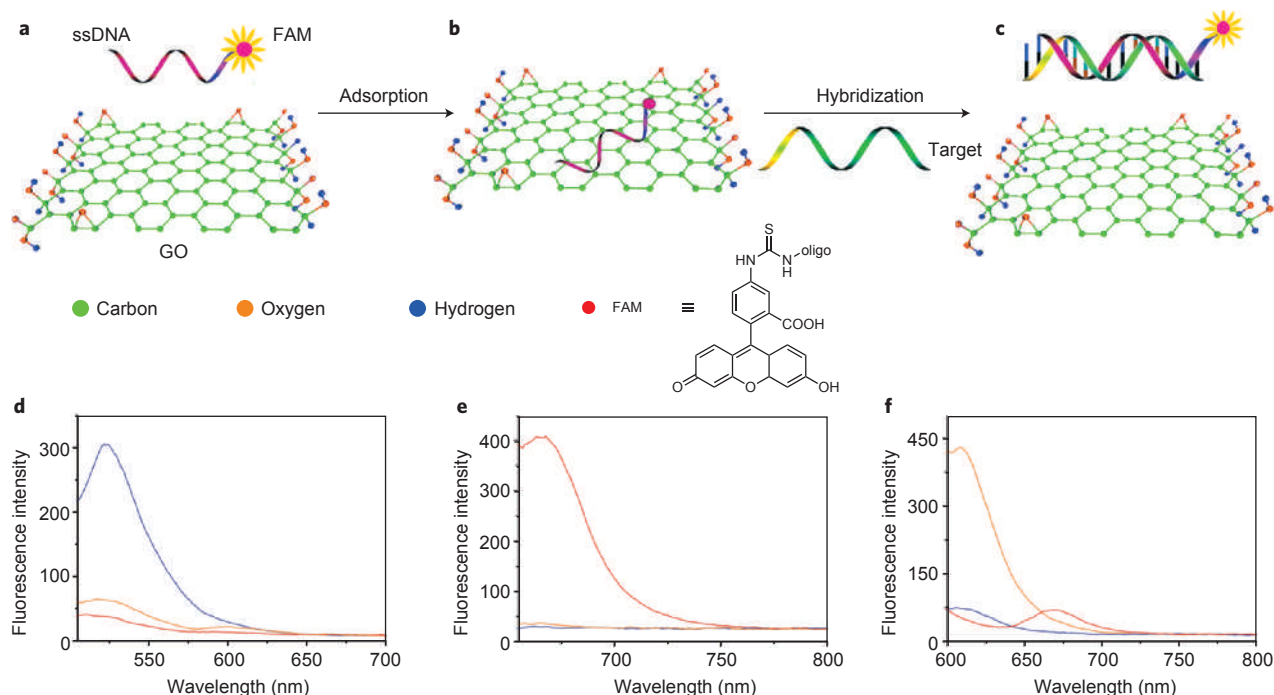 a
b
c
ssDNA
FAM
Adsorption
Hybridization
Target
GO
Carbon
Oxygen
Hydrogen
FAM
≡
S
HN
N
H
oligo
COOH
O
O
OH
d
e
f
Fluorescence intensity
300
200
100
0
550
600
650
700
Wavelength (nm)
Fluorescence intensity
400
300
200
100
0
700
750
800
Wavelength (nm)
Fluorescence intensity
450
300
150
0
600
650
700
750
800
Wavelength (nm)